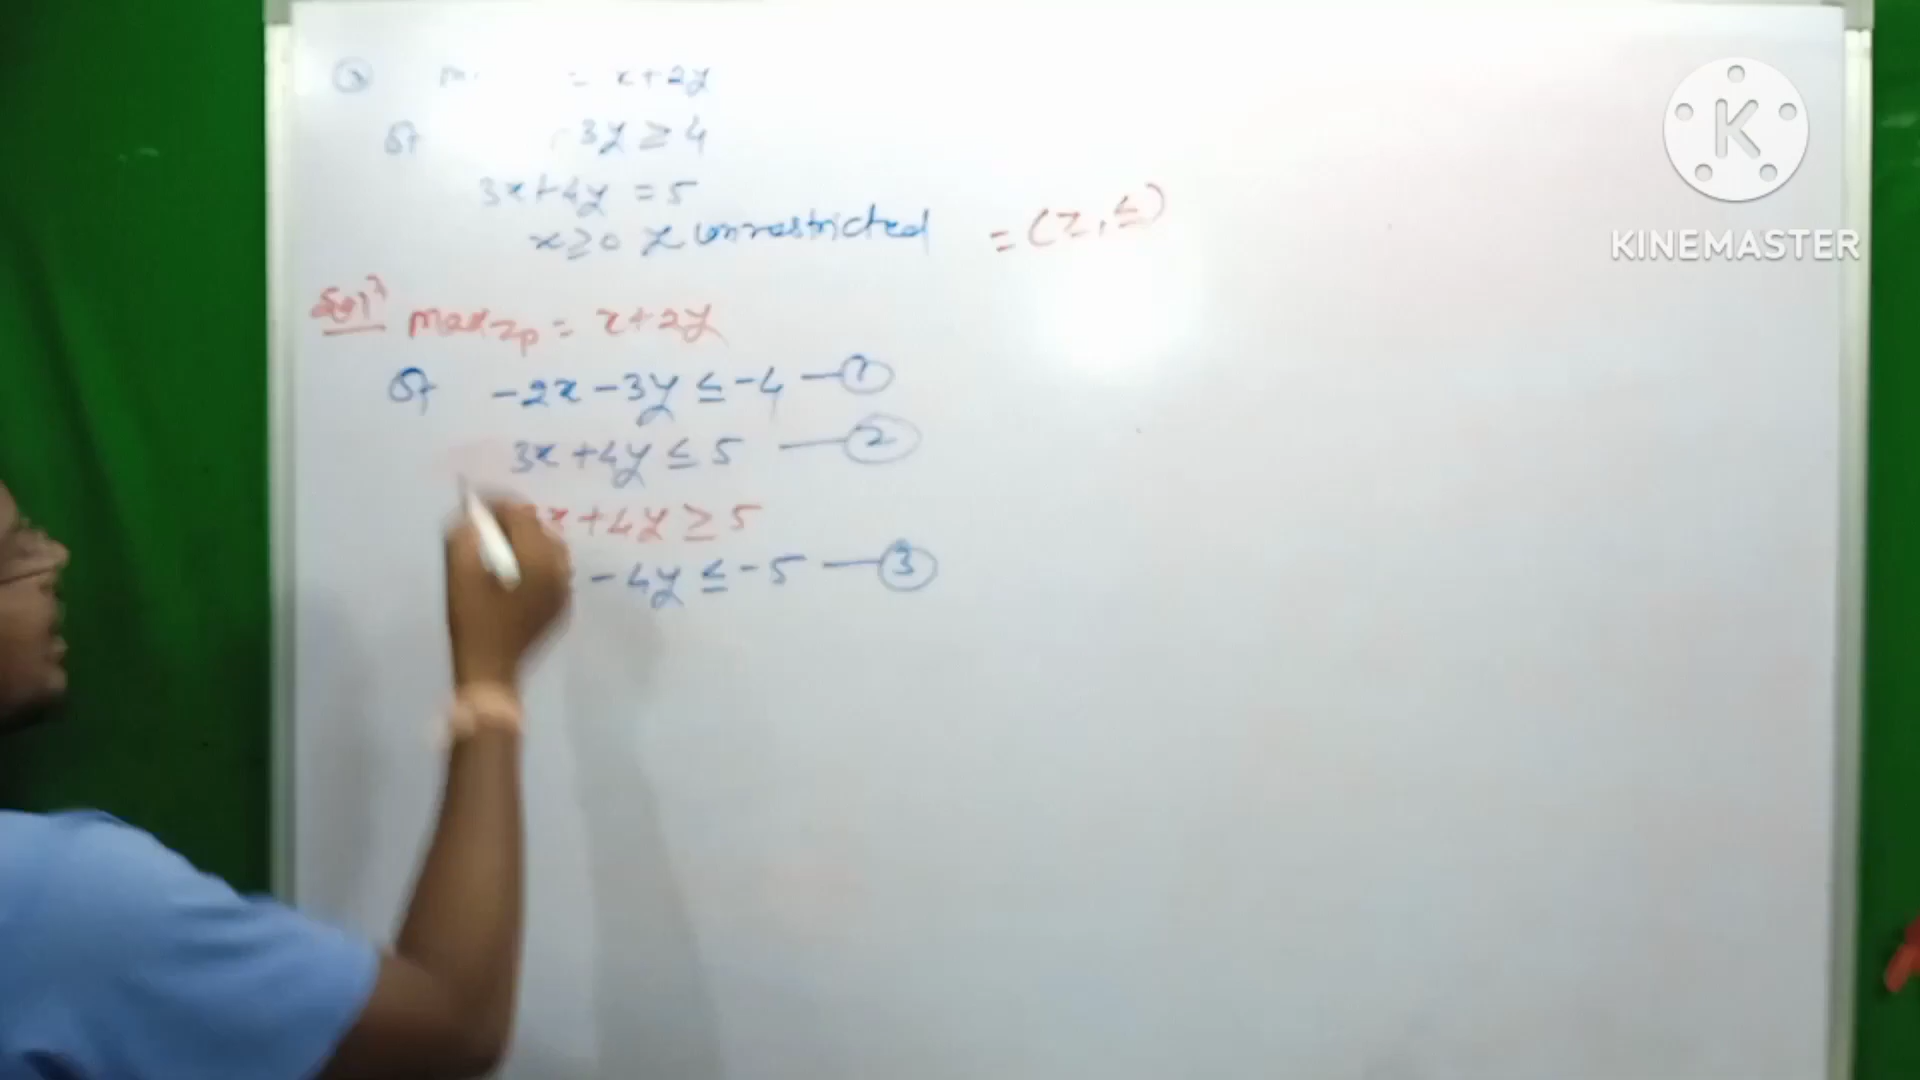 = x+2y
St 3y ≥ 4
3x+4y = 5
x≥0 y unrestricted = (≥, ≤)
Sol^n max zp = x+2y
St -2x -3y ≤ -4 — ①
3x +4y ≤ 5 — ②
x +4y ≥ 5
-4y ≤ -5 — ③
K
KINEMASTER